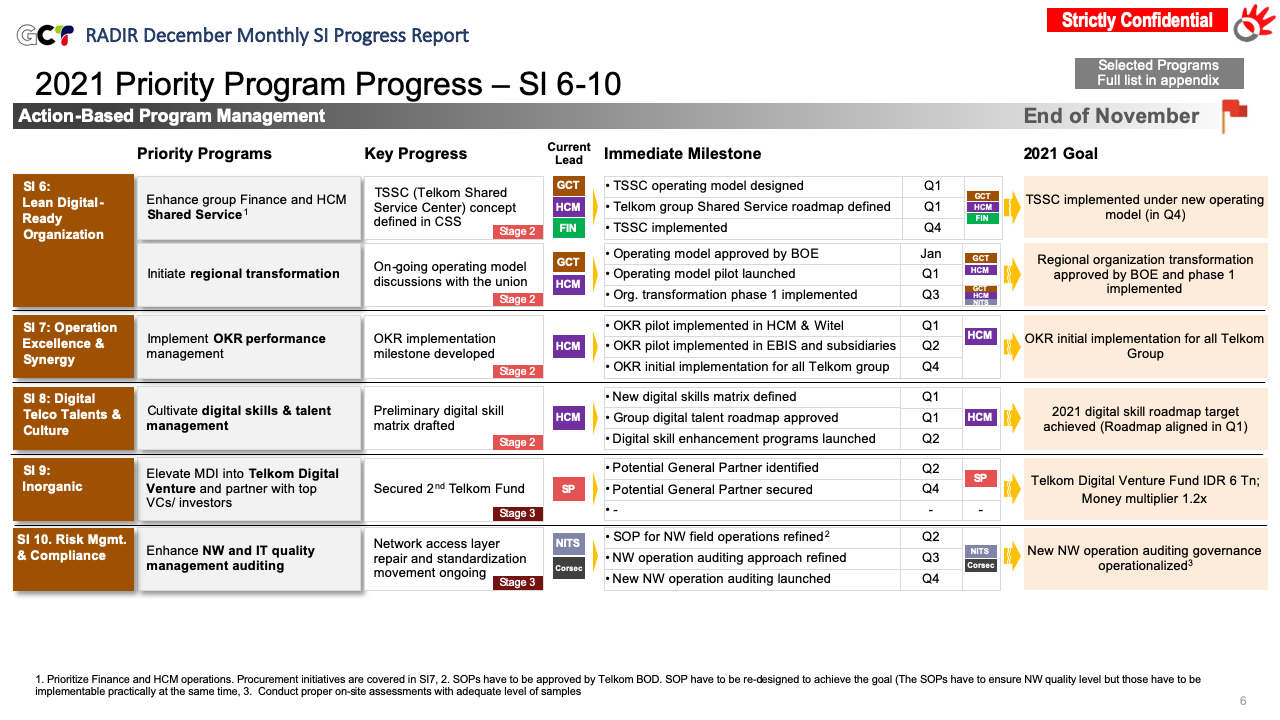 GCT RADIR December Monthly SI Progress Report
Strictly Confidential
2021 Priority Program Progress – SI 6-10
Selected Programs
Full list in appendix
Action-Based Program Management
End of November
Priority Programs
Key Progress
Current
Lead
Immediate Milestone
2021 Goal
SI 6:
Lean Digital-
Ready
Organization
Enhance group Finance and HCM
Shared Service1
TSSC (Telkom Shared
Service Center) concept
defined in CSS
Stage 2
GCT
HCM
FIN
• TSSC operating model designed Q1
• Telkom group Shared Service roadmap defined Q1
• TSSC implemented Q4
GCT
HCM
FIN
TSSC implemented under new operating
model (in Q4)
Initiate regional transformation
On-going operating model
discussions with the union
Stage 2
GCT
HCM
• Operating model approved by BOE Jan
• Operating model pilot launched Q1
• Org. transformation phase 1 implemented Q3
GCT
HCM
GCT
HCM
NITS
Regional organization transformation
approved by BOE and phase 1
implemented
SI 7: Operation
Excellence &
Synergy
Implement OKR performance
management
OKR implementation
milestone developed
Stage 2
HCM
• OKR pilot implemented in HCM & Witel Q1
• OKR pilot implemented in EBIS and subsidiaries Q2
• OKR initial implementation for all Telkom group Q4
HCM
OKR initial implementation for all Telkom
Group
SI 8: Digital
Telco Talents &
Culture
Cultivate digital skills & talent
management
Preliminary digital skill
matrix drafted
Stage 2
HCM
• New digital skills matrix defined Q1
• Group digital talent roadmap approved Q1
• Digital skill enhancement programs launched Q2
HCM
2021 digital skill roadmap target
achieved (Roadmap aligned in Q1)
SI 9:
Inorganic
Elevate MDI into Telkom Digital
Venture and partner with top
VCs/ investors
Secured 2nd Telkom Fund
Stage 3
SP
• Potential General Partner identified Q2
• Potential General Partner secured Q4
• - - -
SP
Telkom Digital Venture Fund IDR 6 Tn;
Money multiplier 1.2x
SI 10. Risk Mgmt.
& Compliance
Enhance NW and IT quality
management auditing
Network access layer
repair and standardization
movement ongoing
Stage 3
NITS
Corsec
• SOP for NW field operations refined2 Q2
• NW operation auditing approach refined Q3
• New NW operation auditing launched Q4
NITS
Corsec
New NW operation auditing governance
operationalized3
1. Prioritize Finance and HCM operations. Procurement initiatives are covered in SI7, 2. SOPs have to be approved by Telkom BOD. SOP have to be re-designed to achieve the goal (The SOPs have to ensure NW quality level but those have to be
implementable practically at the same time, 3. Conduct proper on-site assessments with adequate level of samples
6